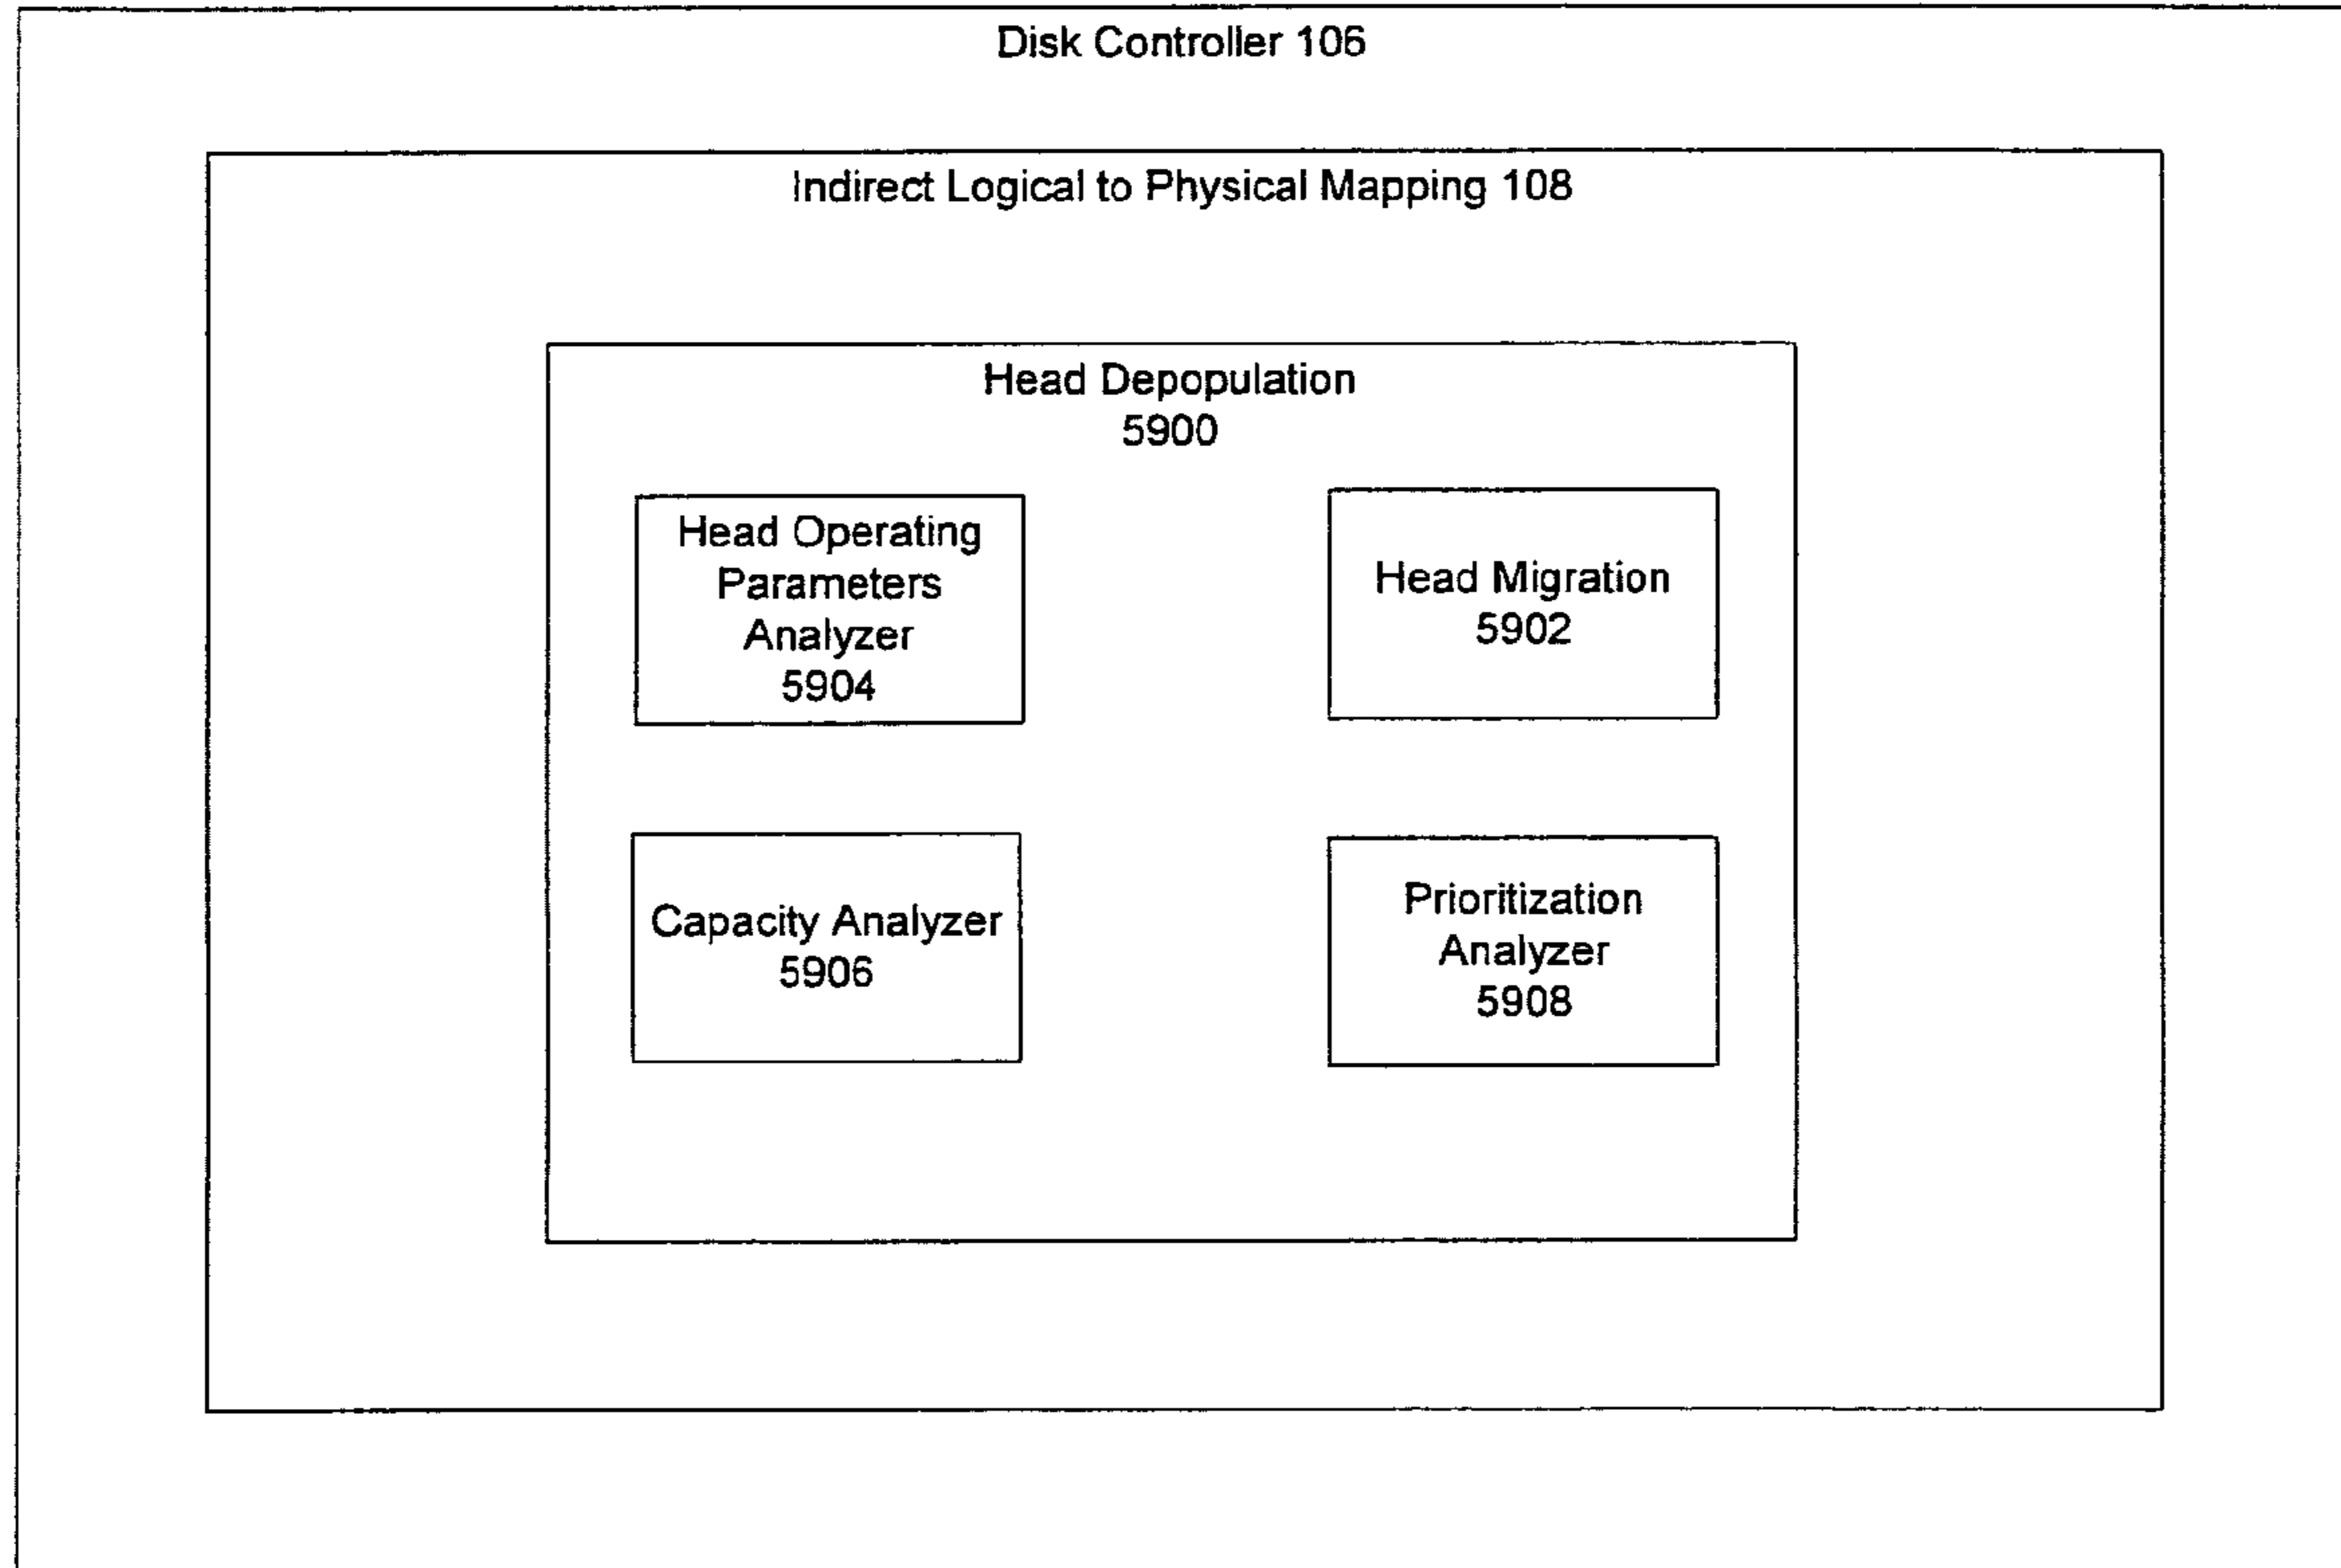 Disk Controller 106
Indirect Logical to Physical Mapping 108
Head Depopulation
5900
Head Operating
Parameters
Analyzer
5904
Head Migration
5902
Capacity Analyzer
5906
Prioritization
Analyzer
5908